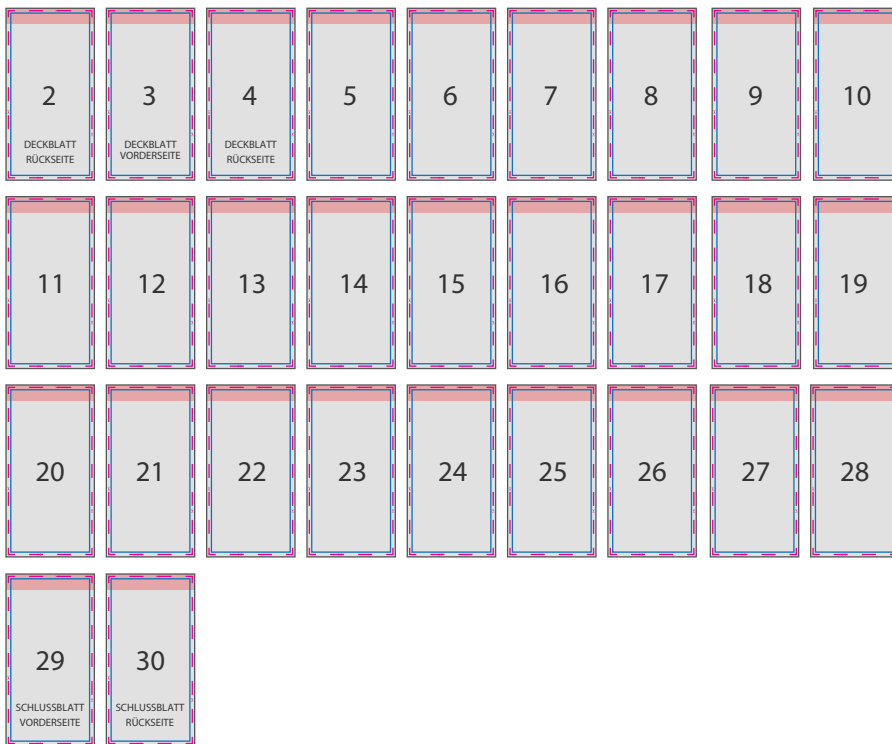 2
DECKBLATT
RÜCKSEITE
3
DECKBLATT
VORDERSEITE
4
DECKBLATT
RÜCKSEITE
5
6
7
8
9
10
11
12
13
14
15
16
17
18
19
20
21
22
23
24
25
26
27
28
29
SCHLUSSBLATT
VORDERSEITE
30
SCHLUSSBLATT
RÜCKSEITE